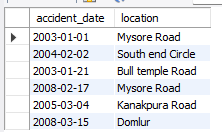 accident_date location
2003-01-01 Mysore Road
2004-02-02 South end Circle
2003-01-21 Bull temple Road
2008-02-17 Mysore Road
2005-03-04 Kanakpura Road
2008-03-15 Domlur